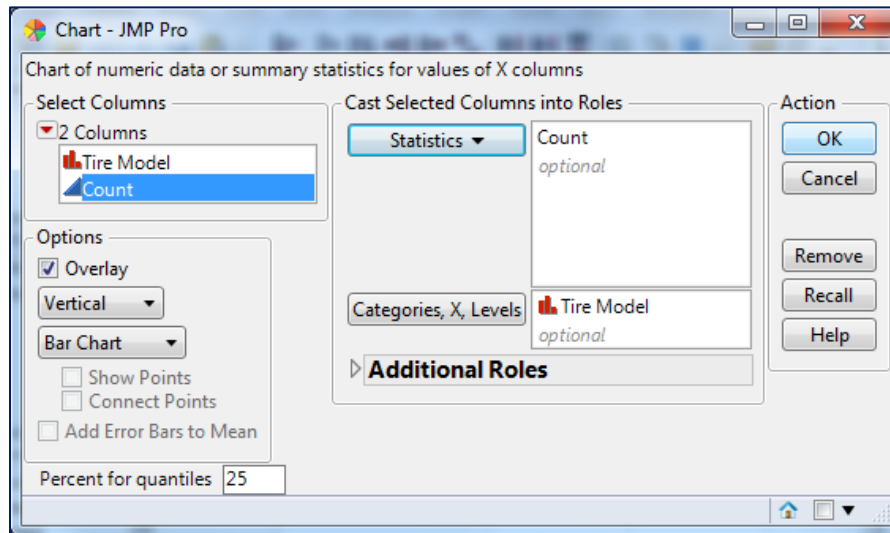 Chart - JMP Pro
Chart of numeric data or summary statistics for values of X columns
Select Columns
2 Columns
Tire Model
Count
Options
Overlay
Vertical
Bar Chart
Show Points
Connect Points
Add Error Bars to Mean
Percent for quantiles 25
Cast Selected Columns into Roles
Statistics
Count
optional
Categories, X, Levels
Tire Model
optional
Additional Roles
Action
OK
Cancel
Remove
Recall
Help